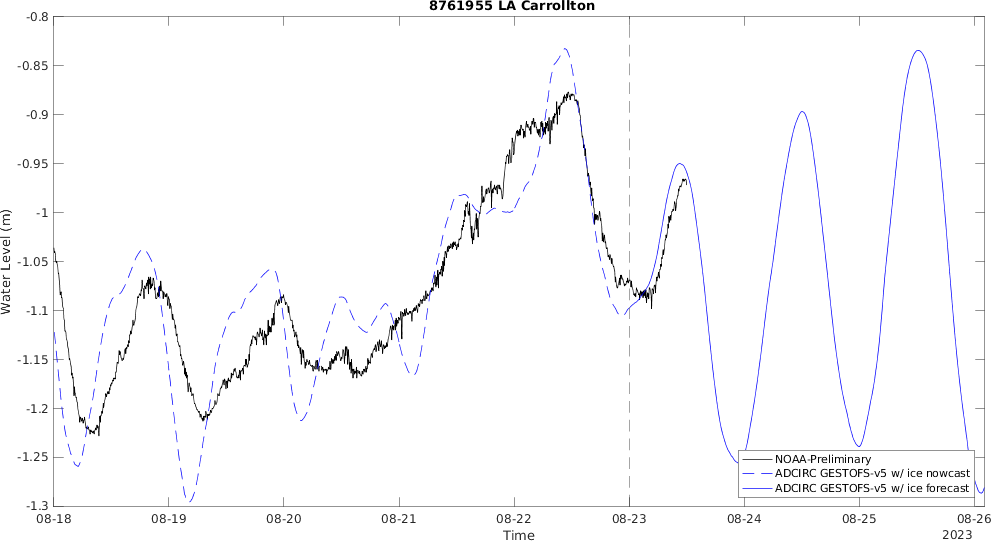 8761955 LA Carrollton
-0.8
-0.85
-0.9
-0.95
-1
-1.05
-1.1
-1.15
-1.2
-1.25
-1.3
Water Level (m)
NOAA-Preliminary
ADCIRC GESTOFS-v5 w/ ice nowcast
ADCIRC GESTOFS-v5 w/ ice forecast
08-18 08-19 08-20 08-21 08-22 08-23 08-24 08-25 08-26
Time
2023